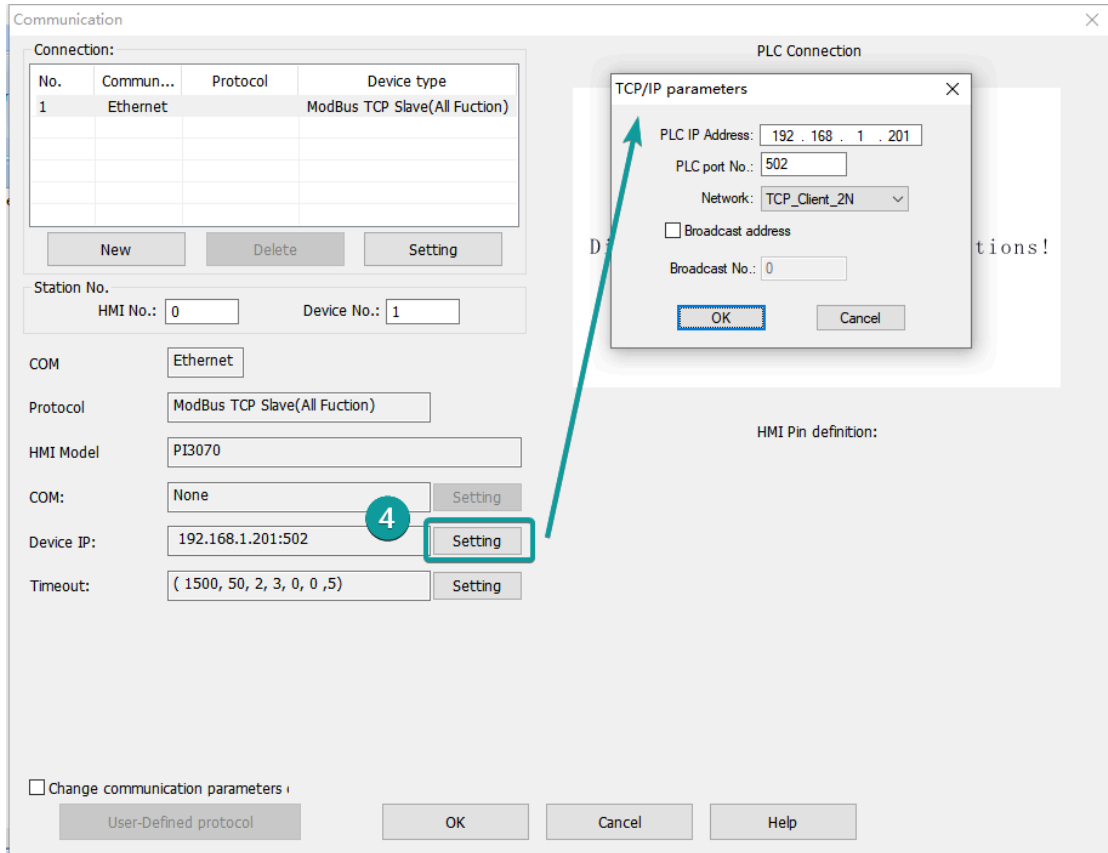 Communication
Connection:
No. Commun... Protocol Device type
1 Ethernet ModBus TCP Slave(All Fuction)
New Delete Setting
Station No.
HMI No.: 0 Device No.: 1
COM Ethernet
Protocol ModBus TCP Slave(All Fuction)
HMI Model PI3070
COM: None Setting
4
Device IP: 192.168.1.201:502 Setting
Timeout: ( 1500, 50, 2, 3, 0, 0 ,5) Setting
Change communication parameters
User-Defined protocol OK Cancel Help
PLC Connection
TCP/IP parameters
PLC IP Address: 192 . 168 . 1 . 201
PLC port No.: 502
Network: TCP_Client_2N
Broadcast address
Broadcast No.: 0
OK Cancel
tions!
HMI Pin definition: